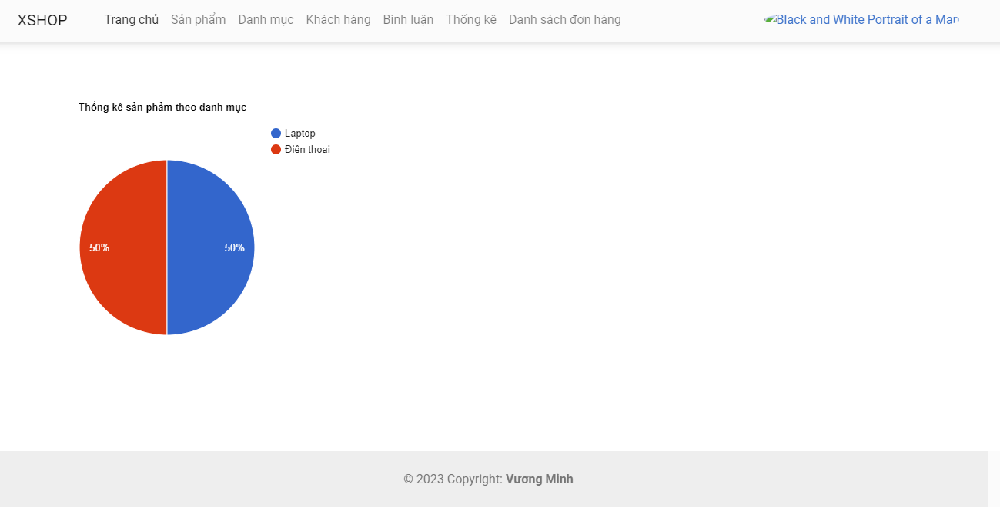 XSHOP Trang chủ Sản phẩm Danh mục Khách hàng Bình luận Thống kê Danh sách đơn hàng Black and White Portrait of a Man
Thống kê sản phảm theo danh mục
Laptop
Điện thoại
50% 50%
© 2023 Copyright: Vương Minh